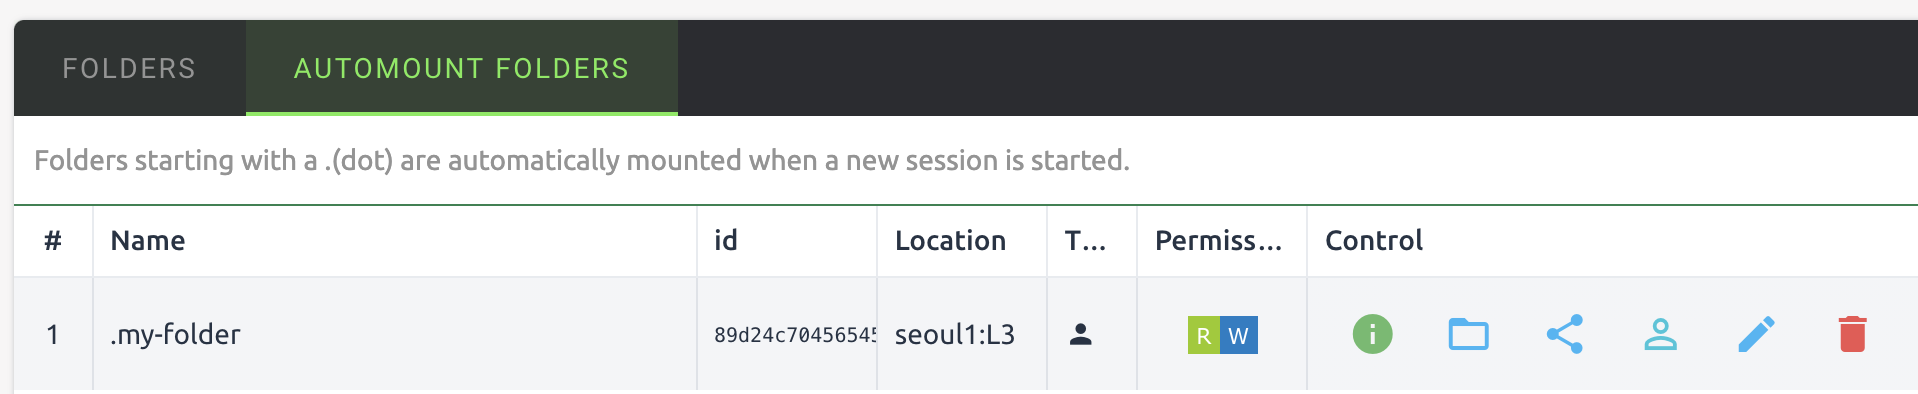 FOLDERS AUTOMOUNT FOLDERS
Folders starting with a .(dot) are automatically mounted when a new session is started.
# Name id Location T... Permiss... Control
1 .my-folder 89d24c70456545 seoul1:L3 R W i